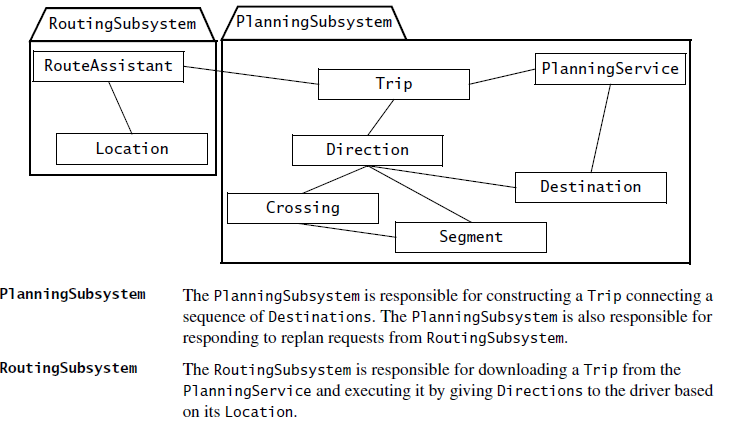 RoutingSubsystem
PlanningSubsystem
RouteAssistant
Trip
PlanningService
Location
Direction
Destination
Crossing
Segment
PlanningSubsystem
The PlanningSubsystem is responsible for constructing a Trip connecting a
sequence of Destinations. The PlanningSubsystem is also responsible for
responding to replan requests from RoutingSubsystem.
RoutingSubsystem
The RoutingSubsystem is responsible for downloading a Trip from the
PlanningService and executing it by giving Directions to the driver based
on its Location.